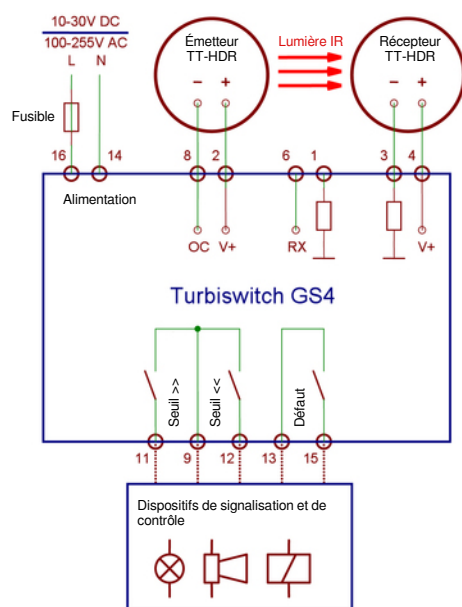 10-30V DC
100-255V AC
L N
Fusible
Émetteur
TT-HDR
Lumière IR
Récepteur
TT-HDR
− +
− +
16 14 8 2 6 1 3 4
Alimentation
OC V+ RX V+
Turbiswitch GS4
Seuil >>
Seuil <<
Défaut
11 9 12 13 15
Dispositifs de signalisation et de
contrôle